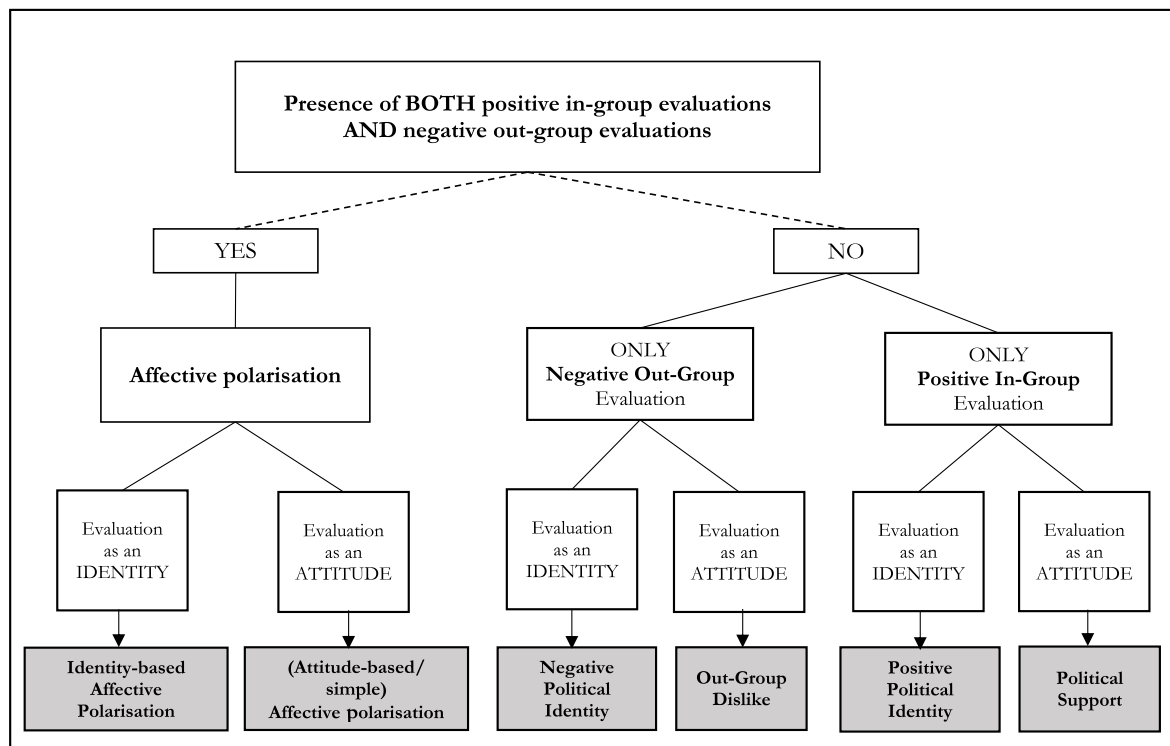 Presence of BOTH positive in-group evaluations
AND negative out-group evaluations
YES
NO
Affective polarisation
ONLY
Negative Out-Group
Evaluation
ONLY
Positive In-Group
Evaluation
Evaluation
as an
IDENTITY
Evaluation
as an
ATTITUDE
Evaluation
as an
IDENTITY
Evaluation
as an
ATTITUDE
Evaluation
as an
IDENTITY
Evaluation
as an
ATTITUDE
Identity-based
Affective
Polarisation
(Attitude-based/
simple)
Affective polarisation
Negative
Political
Identity
Out-Group
Dislike
Positive
Political
Identity
Political
Support